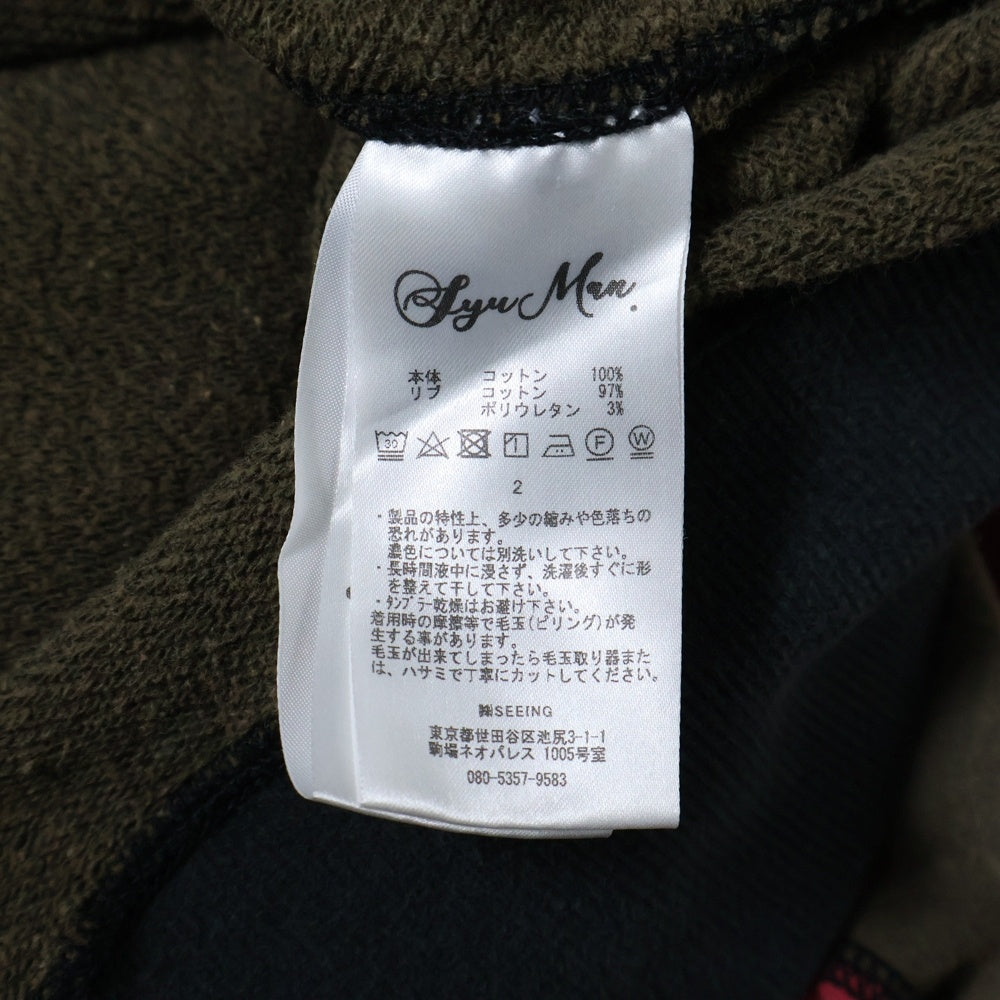 Syu Man.
本体 コットン 100%
リブ コットン 97%
ポリウレタン 3%
30 1 F W
2
・製品の特性上、多少の縮みや色落ちの
恐れがあります。
濃色については別洗いして下さい。
・長時間液中に浸さず、洗濯後すぐに形
を整えて干して下さい。
・タンブラー乾燥はお避け下さい。
着用時の摩擦等で毛玉(ピリング)が発
生する事があります。
毛玉が出来てしまったら毛玉取り器また
は、ハサミで丁寧にカットしてください。
㈱SEEING
東京都世田谷区池尻3-1-1
駒場ネオパレス 1005号室
080-5357-9583